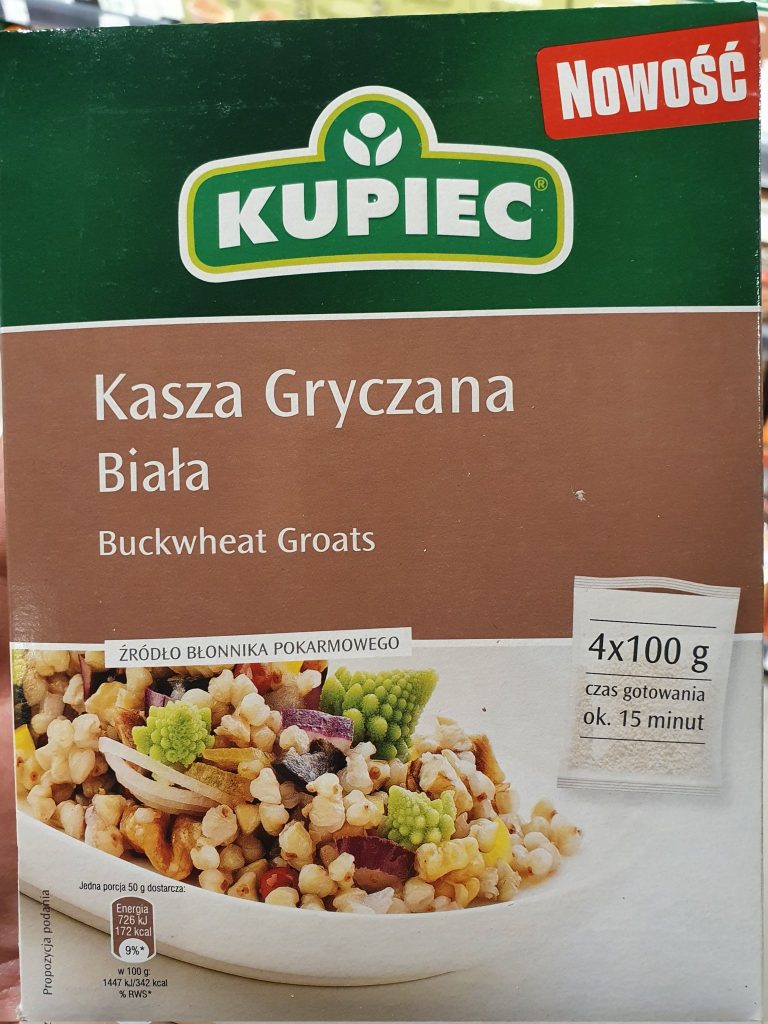 Nowość
KUPIEC®
Kasza Gryczana
Biała
Buckwheat Groats
ŹRÓDŁO BŁONNIKA POKARMOWEGO
4x100 g
czas gotowania
ok. 15 minut
Jedna porcja 50 g dostarcza:
Energia
726 kJ
172 kcal
9%*
w 100 g:
1447 kJ/342 kcal
% RWS*
Propozycja podania